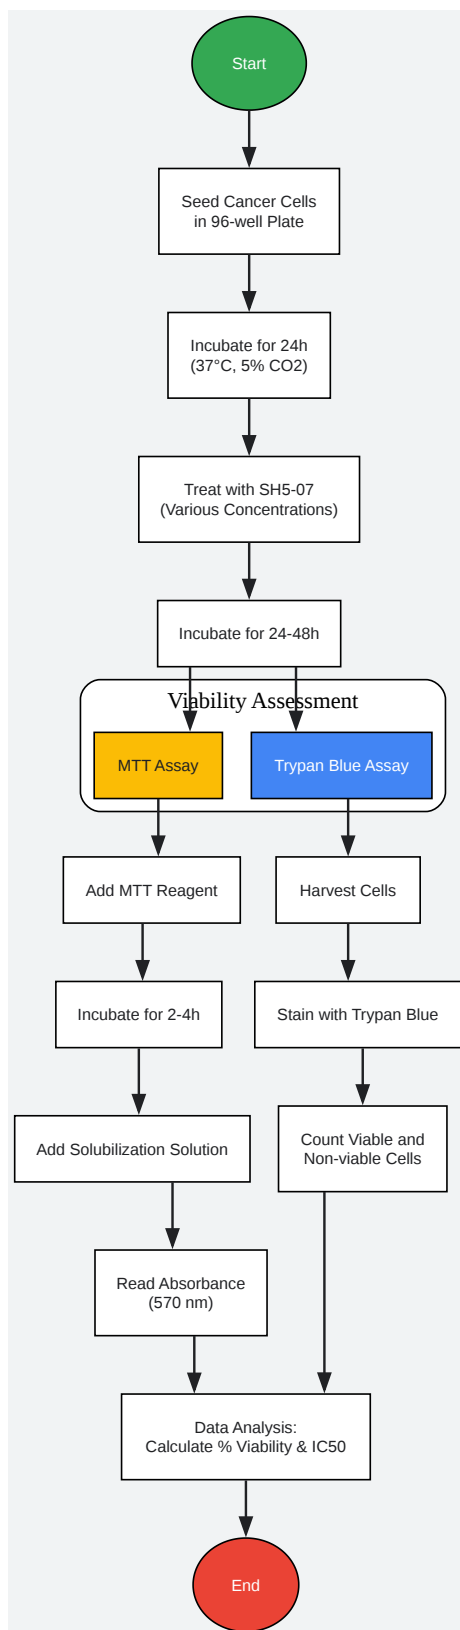 Start
Seed Cancer Cells
in 96-well Plate
Incubate for 24h
(37°C, 5% CO2)
Treat with SH5-07
(Various Concentrations)
Incubate for 24-48h
Viability Assessment
MTT Assay
Trypan Blue Assay
Add MTT Reagent
Harvest Cells
Incubate for 2-4h
Stain with Trypan Blue
Add Solubilization Solution
Count Viable and
Non-viable Cells
Read Absorbance
(570 nm)
Data Analysis:
Calculate % Viability & IC50
End